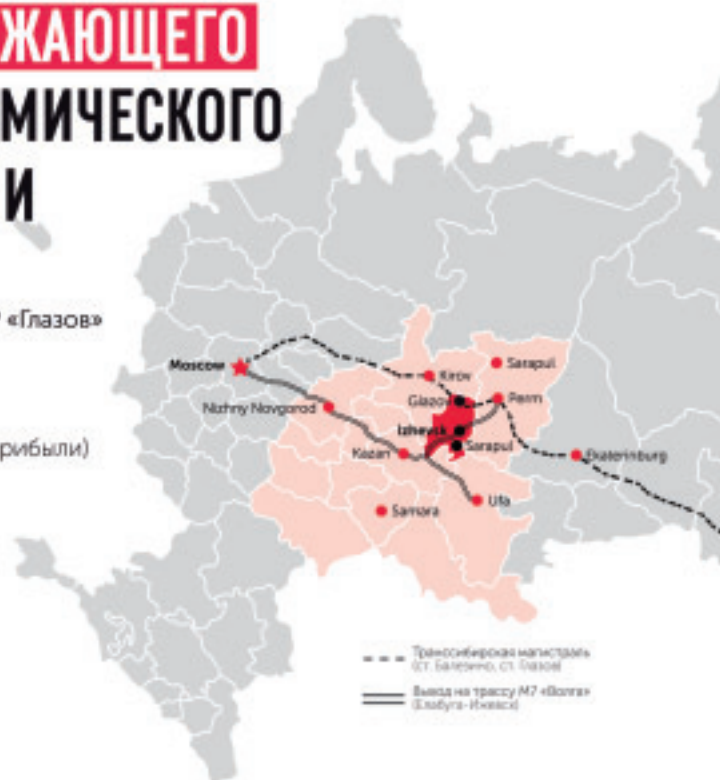 ЖАЮЩЕГО
МИЧЕСКОГО
И
«Глазов»
рибыли)
Moscow
Nizhny Novgorod
Kazan
Samara
Ufa
Kirov
Sarapul
Glazov
Perm
Izhevsk
Sarapul
Ekaterinburg
Транссибирская магистраль
(ст. Балезино, ст. Глазов)
Выход на трассу М7 «Волга»
(Елабуга-Ижевск)